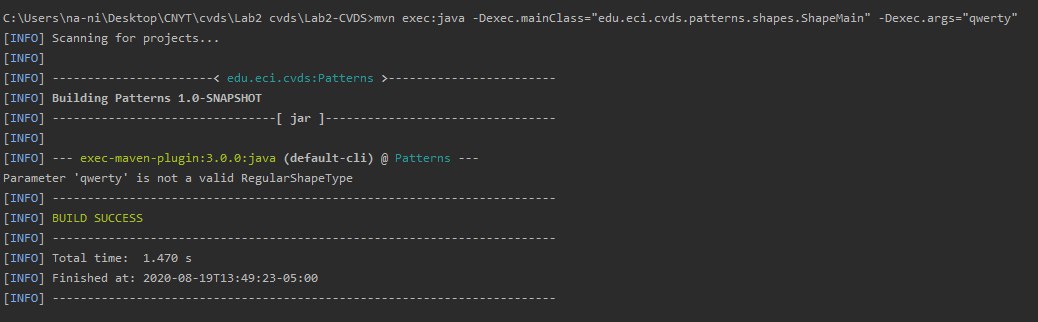 C:\Users\na-ni\Desktop\CNYT\cvds\Lab2 cvds\Lab2-CVDS>mvn exec:java -Dexec.mainClass="edu.eci.cvds.patterns.shapes.ShapeMain" -Dexec.args="qwerty"
[INFO] Scanning for projects...
[INFO]
[INFO] -----------------------< edu.eci.cvds:Patterns >------------------------
[INFO] Building Patterns 1.0-SNAPSHOT
[INFO] --------------------------------[ jar ]---------------------------------
[INFO]
[INFO] --- exec-maven-plugin:3.0.0:java (default-cli) @ Patterns ---
Parameter 'qwerty' is not a valid RegularShapeType
[INFO] ------------------------------------------------------------------------
[INFO] BUILD SUCCESS
[INFO] ------------------------------------------------------------------------
[INFO] Total time:  1.470 s
[INFO] Finished at: 2020-08-19T13:49:23-05:00
[INFO] ------------------------------------------------------------------------